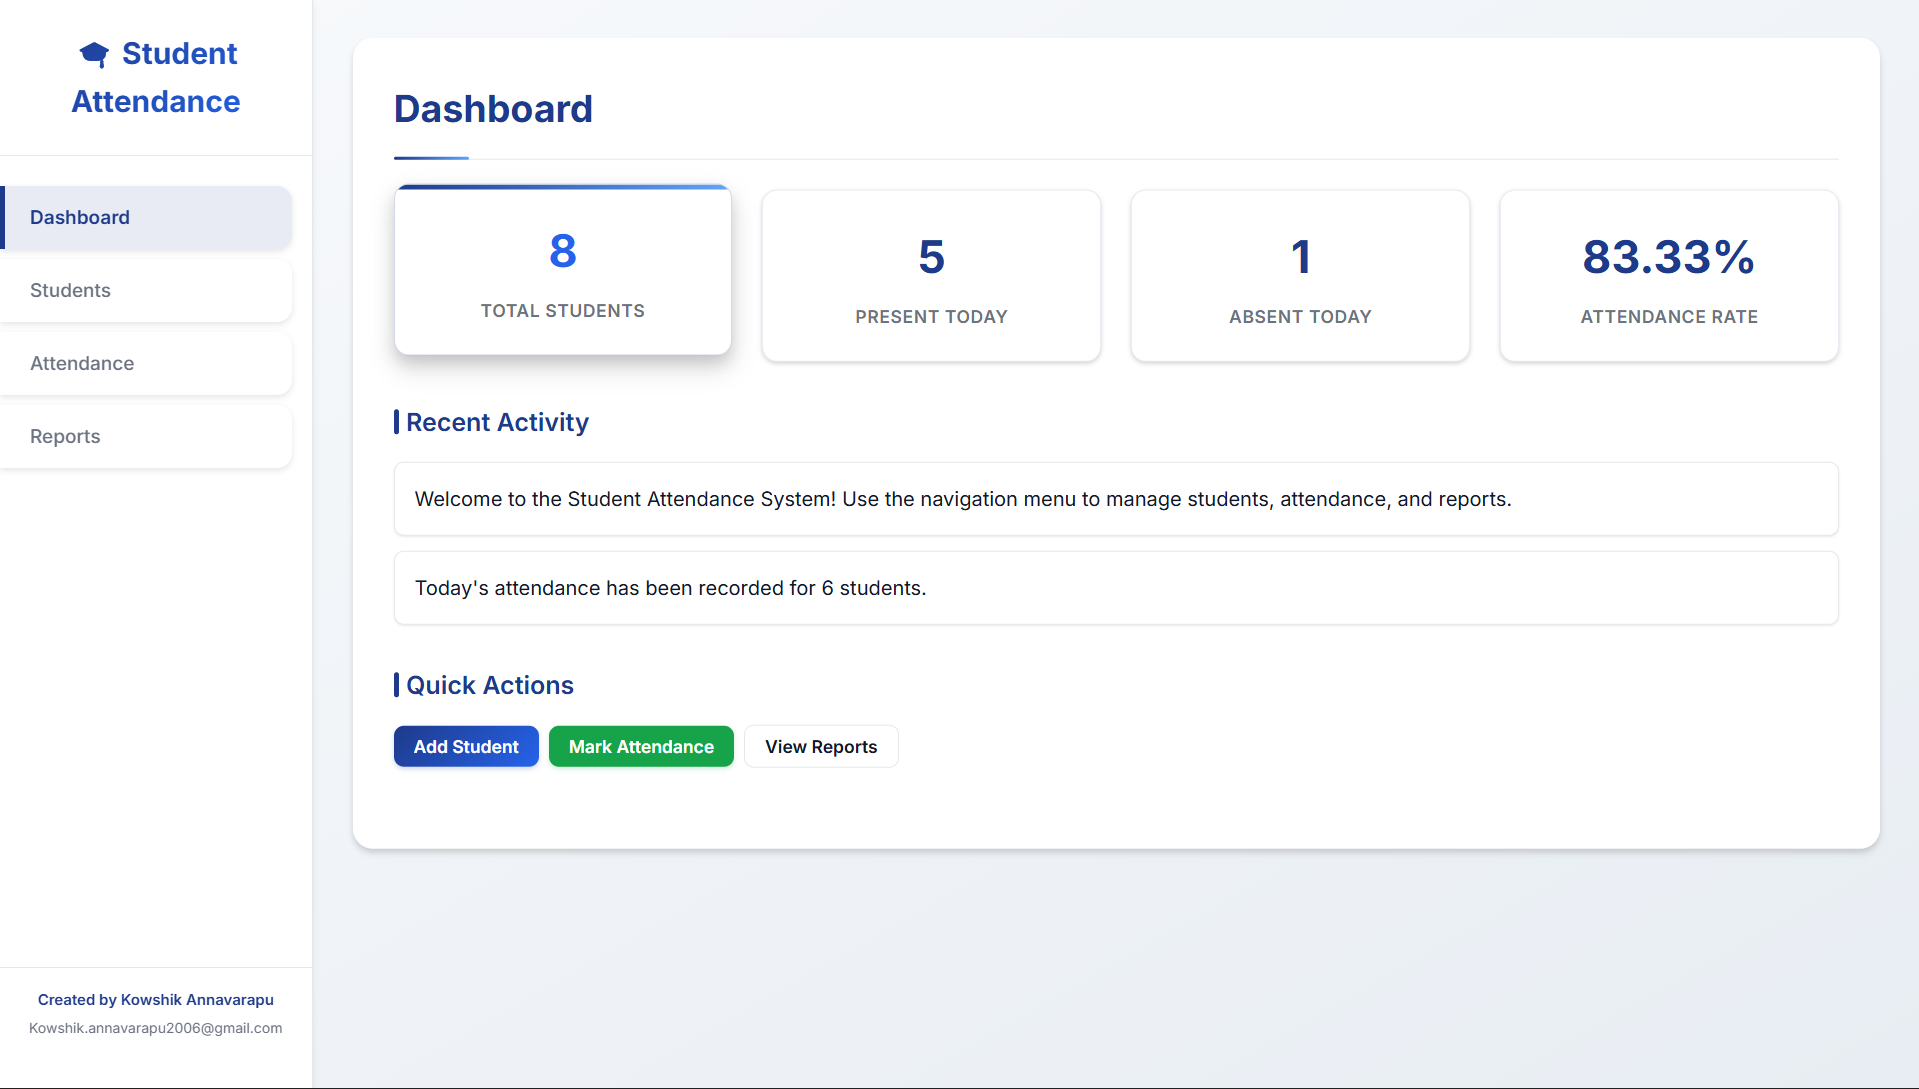 Student
Attendance
Dashboard
Students
Attendance
Reports
Created by Kowshik Annavarapu
Kowshik.annavarapu2006@gmail.com
Dashboard
8
TOTAL STUDENTS
5
PRESENT TODAY
1
ABSENT TODAY
83.33%
ATTENDANCE RATE
Recent Activity
Welcome to the Student Attendance System! Use the navigation menu to manage students, attendance, and reports.
Today's attendance has been recorded for 6 students.
Quick Actions
Add Student
Mark Attendance
View Reports